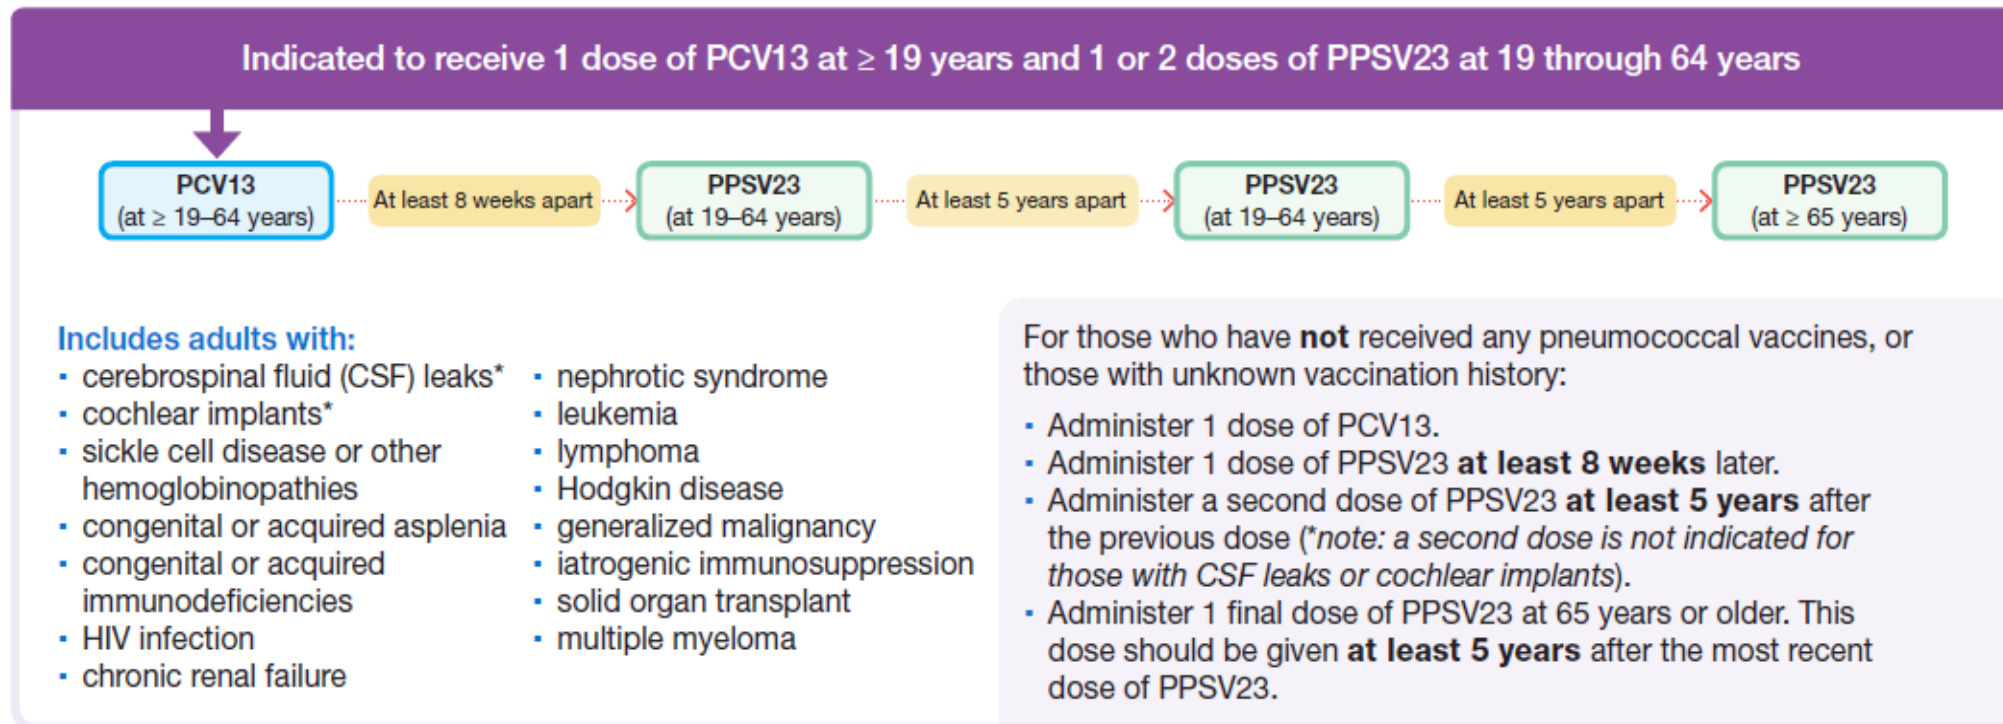 Indicated to receive 1 dose of PCV13 at ≥ 19 years and 1 or 2 doses of PPSV23 at 19 through 64 years
PCV13
(at ≥ 19–64 years)
At least 8 weeks apart
PPSV23
(at 19–64 years)
At least 5 years apart
PPSV23
(at 19–64 years)
At least 5 years apart
PPSV23
(at ≥ 65 years)
Includes adults with:
▪ cerebrospinal fluid (CSF) leaks*
▪ cochlear implants*
▪ sickle cell disease or other
hemoglobinopathies
▪ congenital or acquired asplenia
▪ congenital or acquired
immunodeficiencies
▪ HIV infection
▪ chronic renal failure
▪ nephrotic syndrome
▪ leukemia
▪ lymphoma
▪ Hodgkin disease
▪ generalized malignancy
▪ iatrogenic immunosuppression
▪ solid organ transplant
▪ multiple myeloma
For those who have not received any pneumococcal vaccines, or
those with unknown vaccination history:
▪ Administer 1 dose of PCV13.
▪ Administer 1 dose of PPSV23 at least 8 weeks later.
▪ Administer a second dose of PPSV23 at least 5 years after
the previous dose (*note: a second dose is not indicated for
those with CSF leaks or cochlear implants).
▪ Administer 1 final dose of PPSV23 at 65 years or older. This
dose should be given at least 5 years after the most recent
dose of PPSV23.